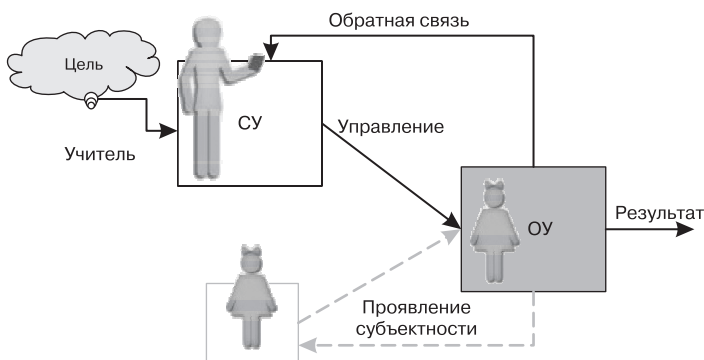 Обратная связь
Цель
СУ
Управление
Учитель
ОУ
Результат
Проявление
субъектности